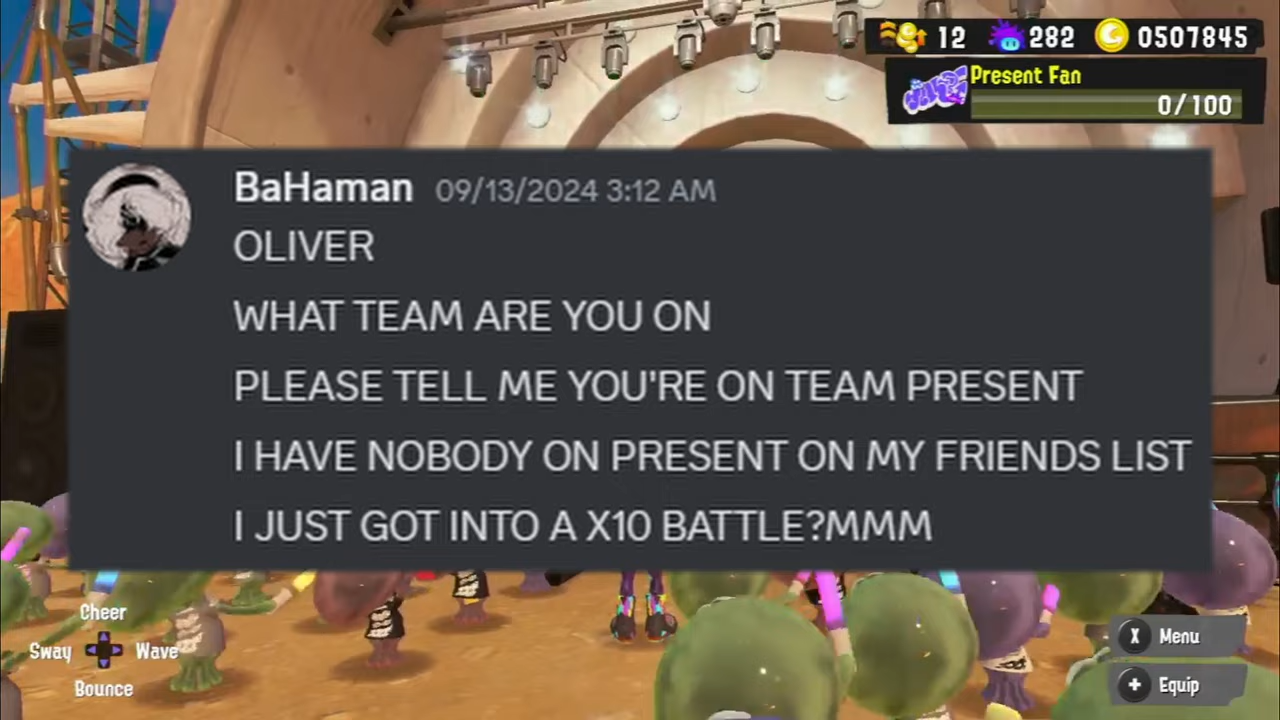 12 282 0507845
Present Fan
0/100
BaHaman 09/13/2024 3:12 AM
OLIVER
WHAT TEAM ARE YOU ON
PLEASE TELL ME YOU'RE ON TEAM PRESENT
I HAVE NOBODY ON PRESENT ON MY FRIENDS LIST
I JUST GOT INTO A X10 BATTLE?MMM
Cheer
Sway Wave
Bounce
X Menu
+ Equip